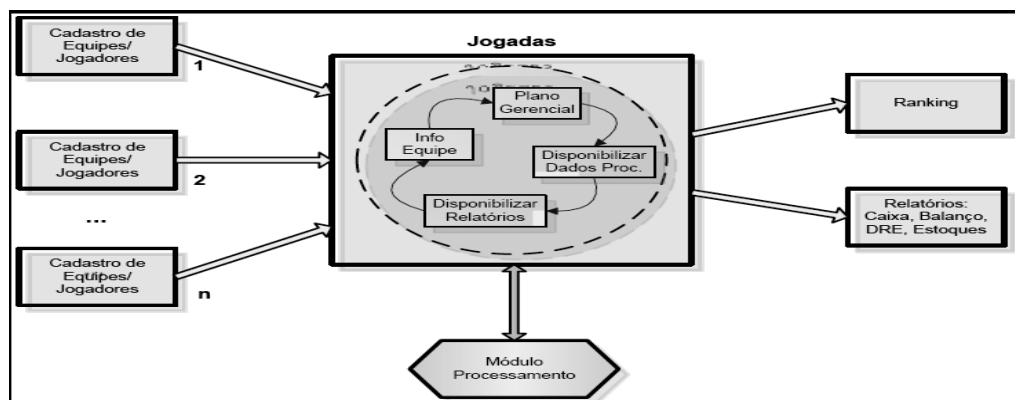 Cadastro de
Equipes/
Jogadores
1
Cadastro de
Equipes/
Jogadores
2
...
Cadastro de
Equipes/
Jogadores
n
Jogadas
Plano
Gerencial
Info
Equipe
Disponibilizar
Dados Proc.
Disponibilizar
Relatórios
Módulo
Processamento
Ranking
Relatórios:
Caixa, Balanço,
DRE, Estoques